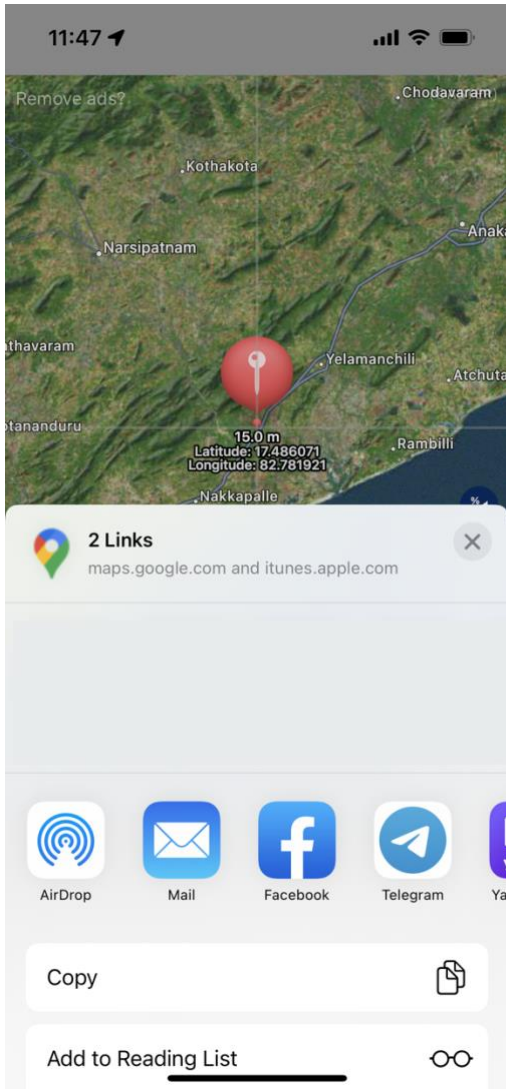 11:47
Remove ads?
Chodavaram
Kothakota
Anaka
Narsipatnam
thavaram
Yelamanchili
Atchuta
otananduru
15.0 m
Latitude: 17.486071
Longitude: 82.781921
Rambilli
Nakkapalle
%
2 Links
maps.google.com and itunes.apple.com
AirDrop
Mail
Facebook
Telegram
Ya
Copy
Add to Reading List